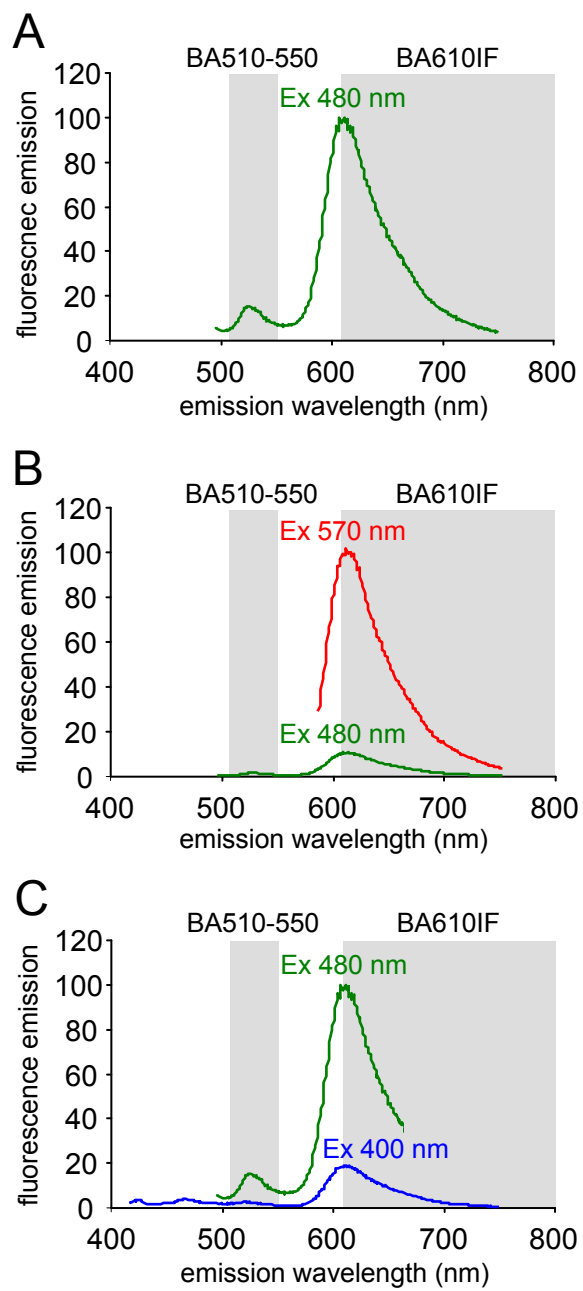 A
BA510-550 BA610IF
120
Ex 480 nm
100
80
60
40
20
0
fluorescnec emission
400 500 600 700 800
emission wavelength (nm)
B
BA510-550 BA610IF
120
Ex 570 nm
100
80
60
40
Ex 480 nm
20
0
fluorescence emission
400 500 600 700 800
emission wavelength (nm)
C
BA510-550 BA610IF
120
Ex 480 nm
100
80
60
40
Ex 400 nm
20
0
fluorescence emission
400 500 600 700 800
emission wavelength (nm)